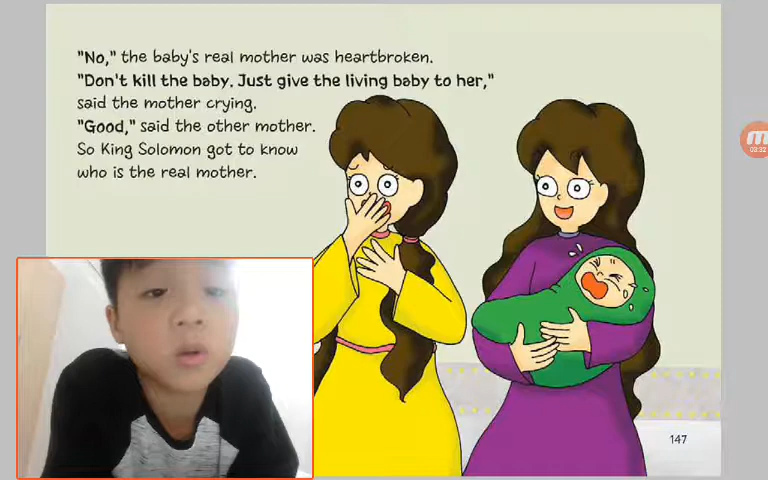 "No," the baby's real mother was heartbroken.
"Don't kill the baby. Just give the living baby to her,"
said the mother crying.
"Good," said the other mother.
So King Solomon got to know
who is the real mother.
147
03:32